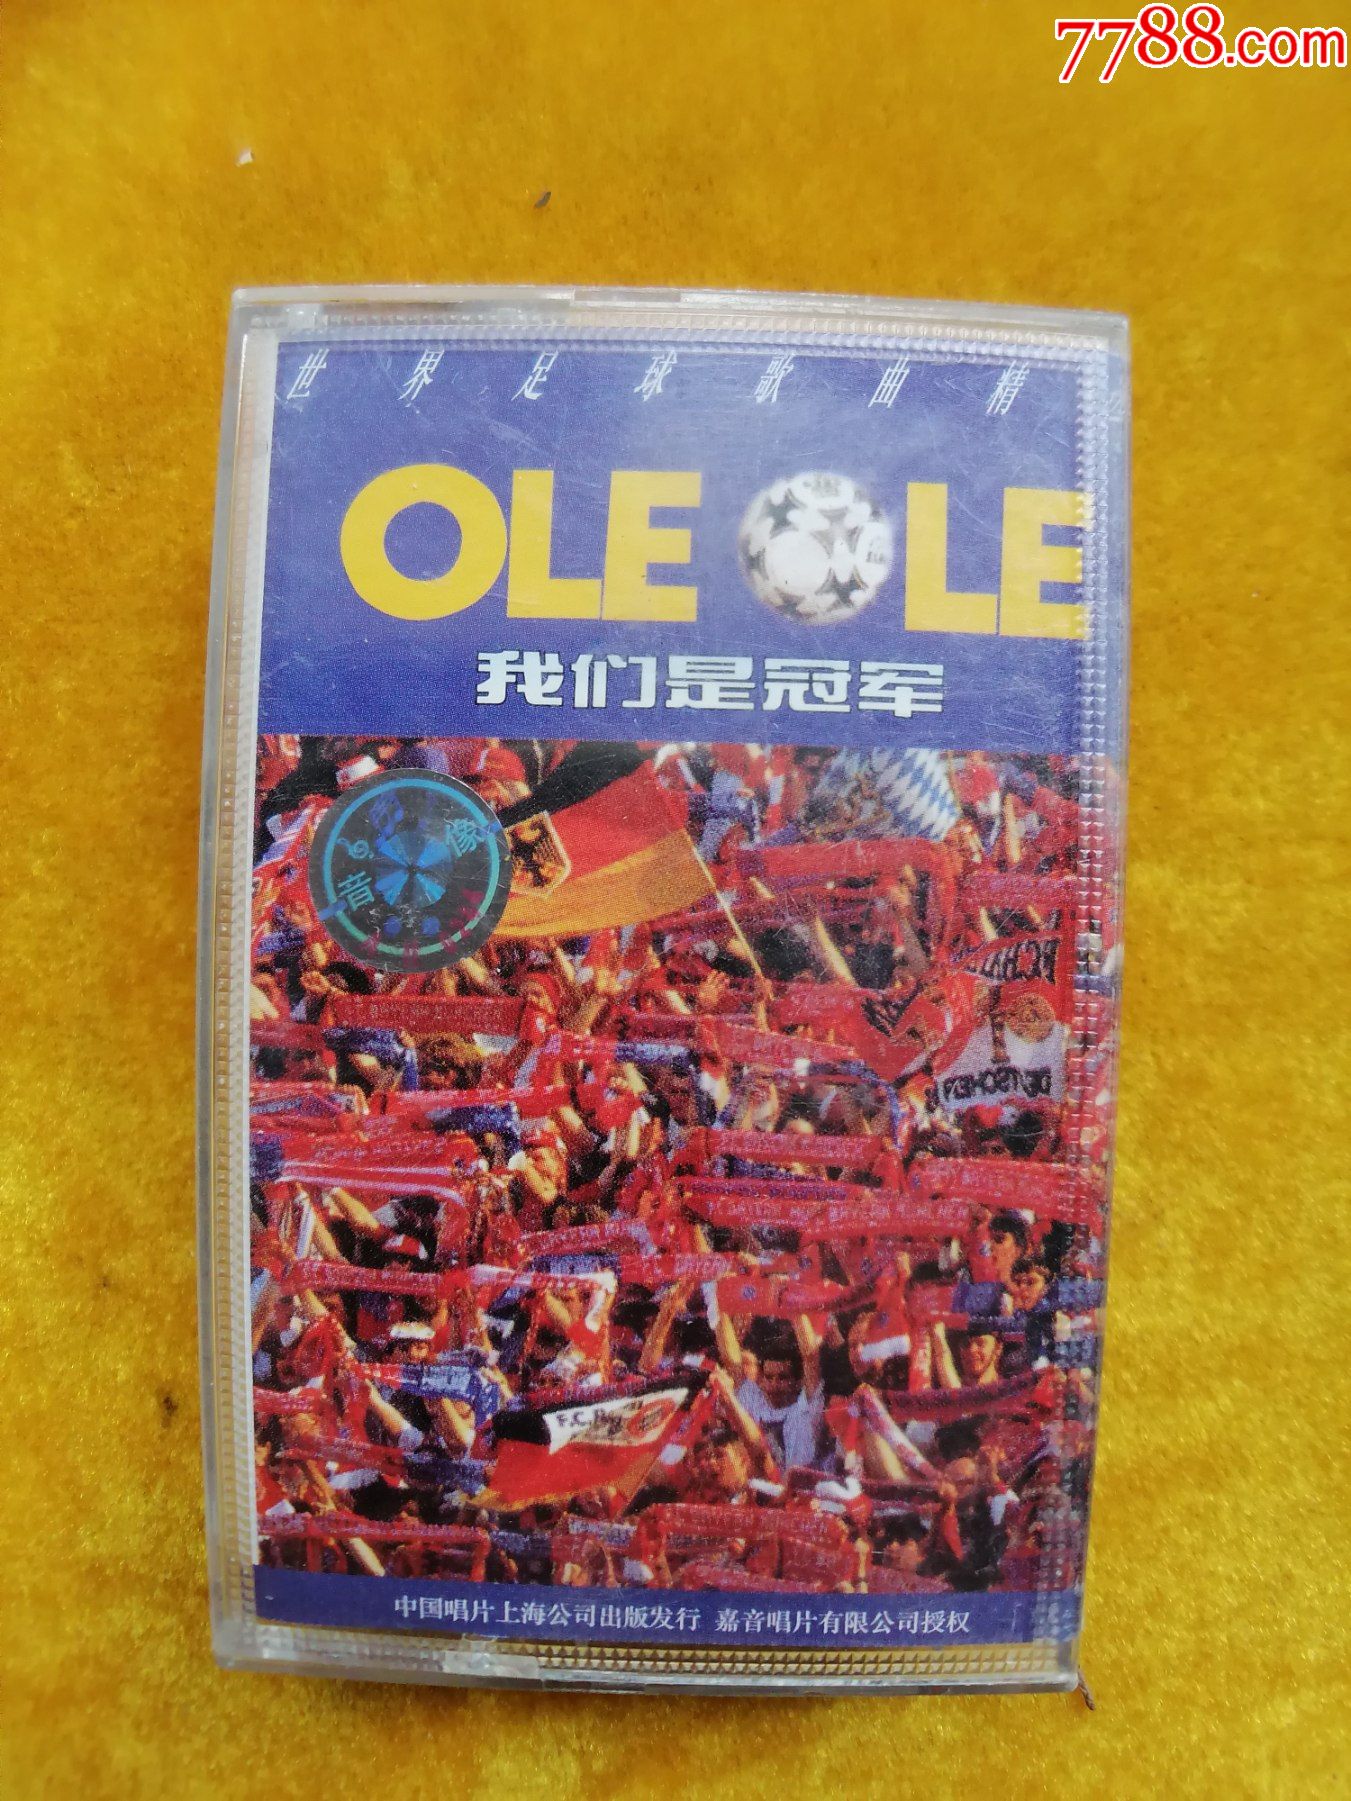 7788.com
世界足球歌曲精
OLE OLE
我们是冠军
音像
F.C.
中国唱片上海公司出版发行 嘉音唱片有限公司授权